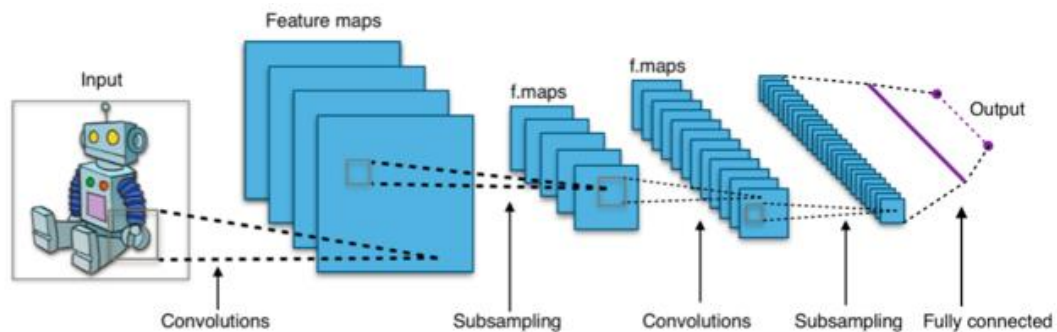 Feature maps
Input
f.maps
f.maps
Output
Convolutions
Subsampling
Convolutions
Subsampling
Fully connected